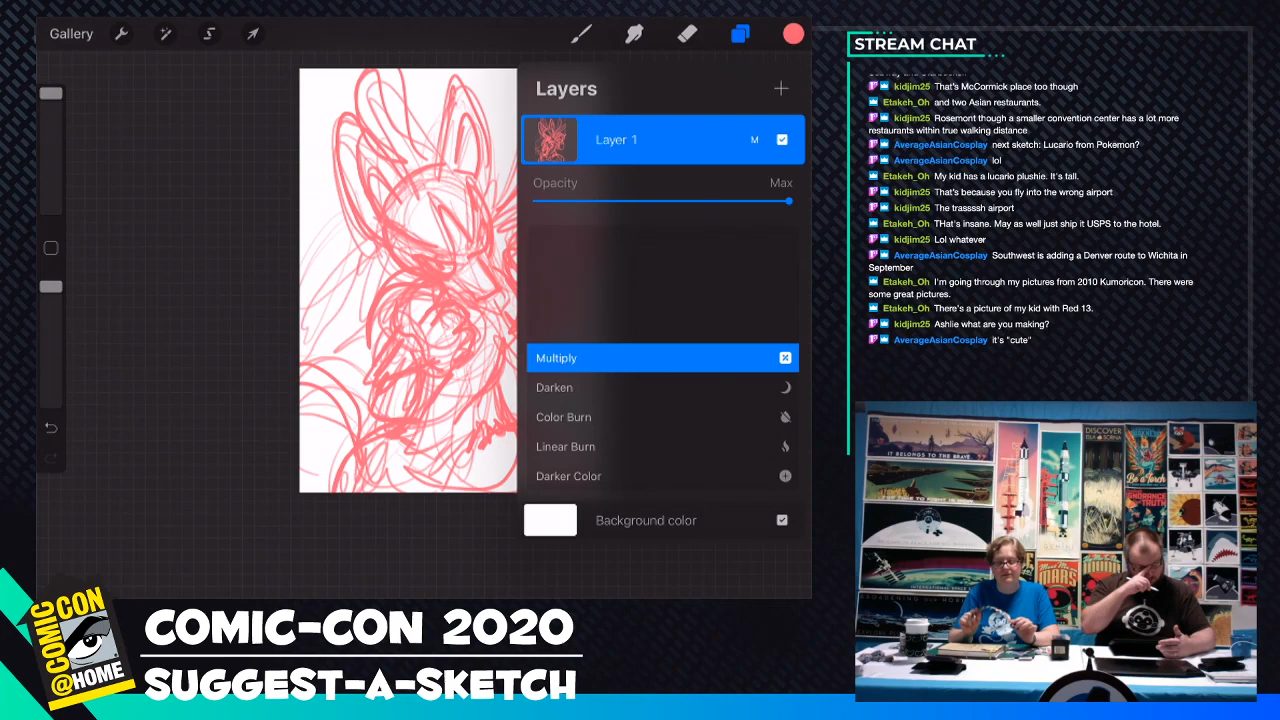 Gallery
Layers
Layer 1
M
Opacity
Max
Multiply
Darken
Color Burn
Linear Burn
Darker Color
Background color
STREAM CHAT
kidjim25 That's McCormick place too though
Etakeh_Oh and two Asian restaurants.
kidjim25 Rosemont though a smaller convention center has a lot more
restaurants within true walking distance
AverageAsianCosplay next sketch: Lucario from Pokemon?
AverageAsianCosplay lol
Etakeh_Oh My kid has a lucario plushie. It's tall.
kidjim25 That's because you fly into the wrong airport
kidjim25 The trassssh airport
Etakeh_Oh THat's insane. May as well just ship it USPS to the hotel.
kidjim25 Lol whatever
AverageAsianCosplay Southwest is adding a Denver route to Wichita in
September
Etakeh_Oh I'm going through my pictures from 2010 Kumoricon. There were
some great pictures.
Etakeh_Oh There's a picture of my kid with Red 13.
kidjim25 Ashlie what are you making?
AverageAsianCosplay it's "cute"
IT BELONGS TO THE BRAVE
DISCOVER
ISLA SORNA
Be a Torch
IGNORANCE
TRUTH
GEMINI
MARS
COMIC CON
@HOME
COMIC-CON 2020
SUGGEST-A-SKETCH